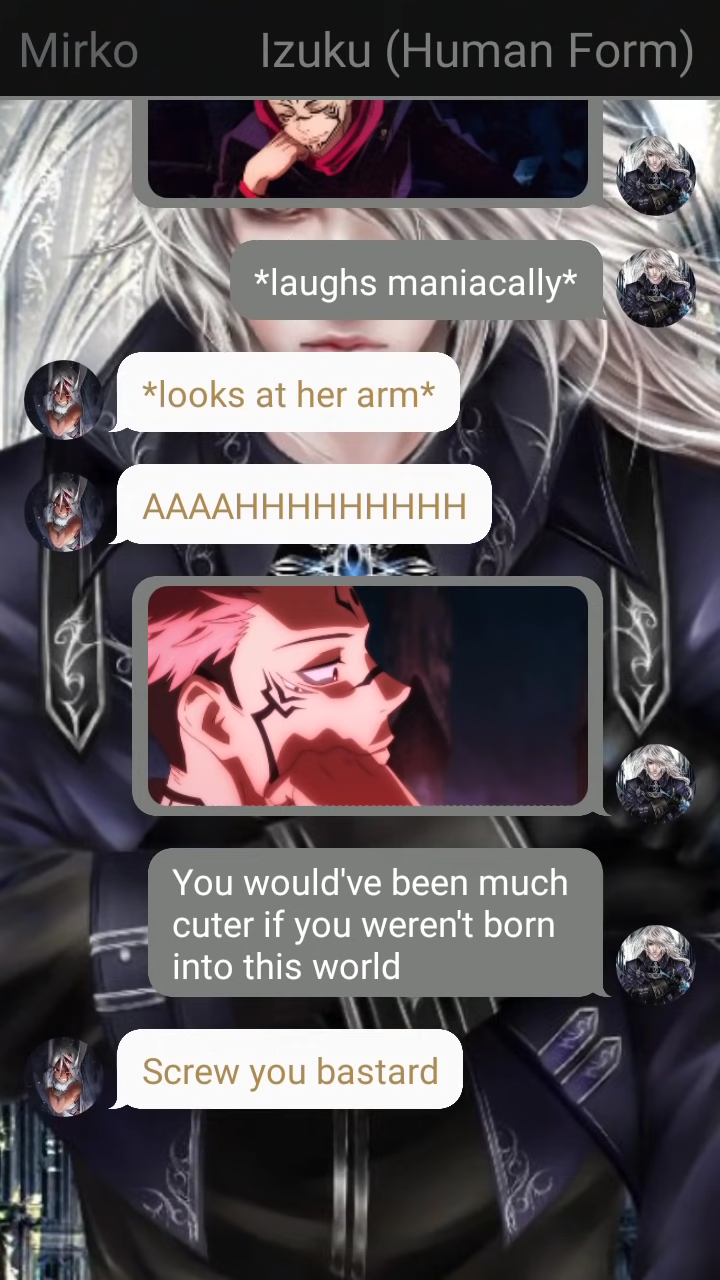 Mirko Izuku (Human Form)
*laughs maniacally*
*looks at her arm*
AAAAHHHHHHHHHH
You would've been much
cuter if you weren't born
into this world
Screw you bastard